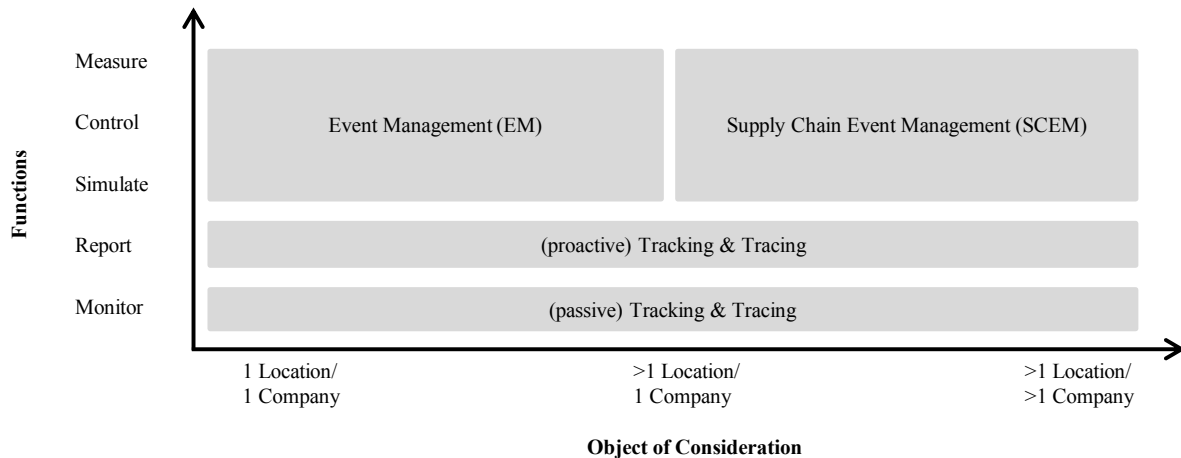 Functions
Measure
Control
Simulate
Report
Monitor
Event Management (EM)
Supply Chain Event Management (SCEM)
(proactive) Tracking & Tracing
(passive) Tracking & Tracing
1 Location/
1 Company
>1 Location/
1 Company
>1 Location/
>1 Company
Object of Consideration